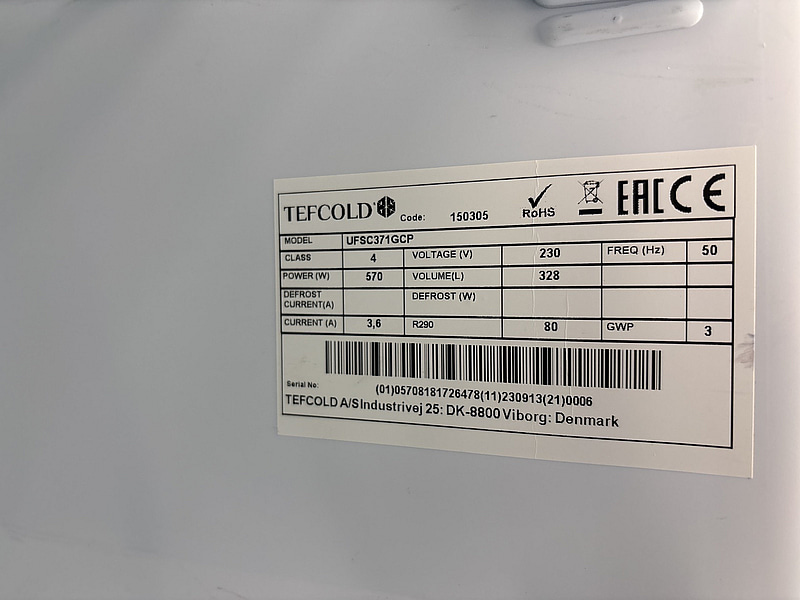 TEFCOLD Code: 150305 RoHS EAC CE
MODEL UFSC371GCP
CLASS 4 VOLTAGE (V) 230 FREQ (Hz) 50
POWER (W) 570 VOLUME(L) 328
DEFROST CURRENT(A) DEFROST (W)
CURRENT (A) 3,6 R290 80 GWP 3
Serial No: (01)05708181726478(11)230913(21)0006
TEFCOLD A/S Industrivej 25: DK-8800 Viborg: Denmark